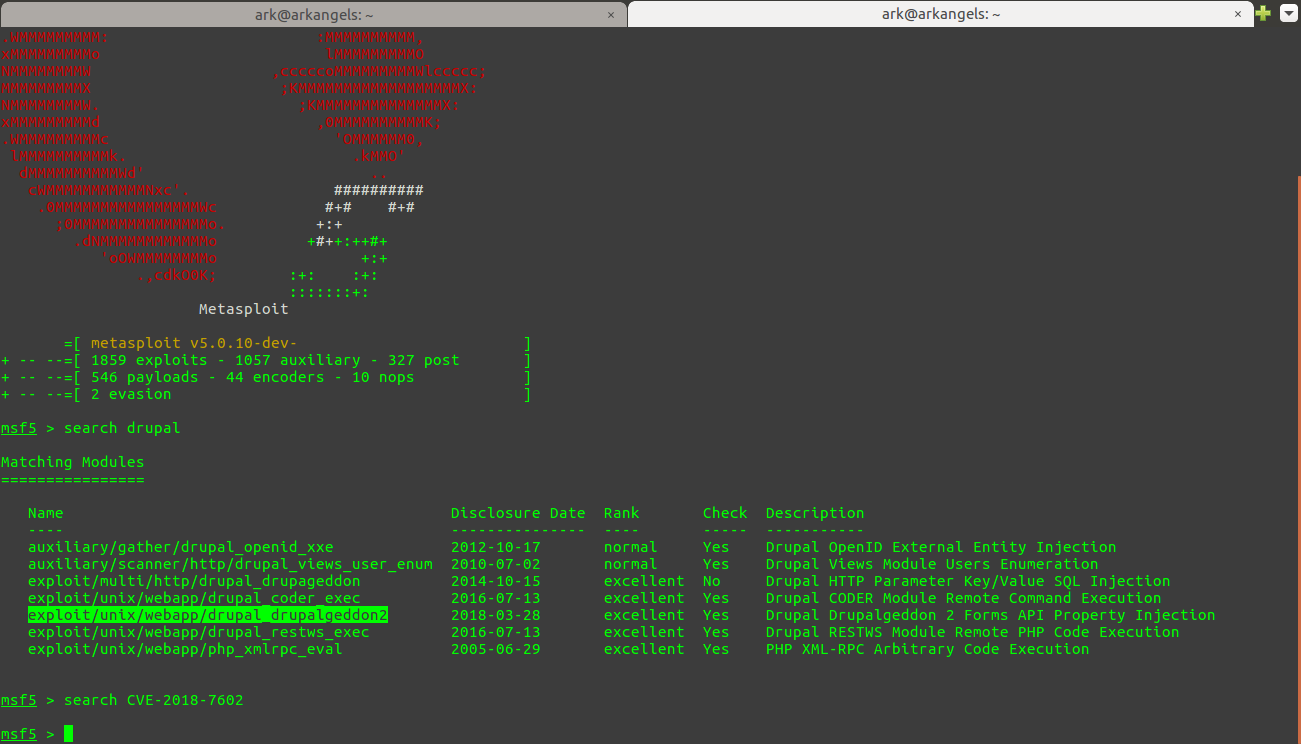 ark@arkangels: ~ × ark@arkangels: ~ ×
.WMMMMMMMMM: :MMMMMMMMMM,
xMMMMMMMMMo lMMMMMMMMMO
NMMMMMMMMW ,cccccoMMMMMMMMMWlccccc;
MMMMMMMMMX ;KMMMMMMMMMMMMMMMMMMX:
NMMMMMMMMW. ;KMMMMMMMMMMMMMMX:
xMMMMMMMMMd ,0MMMMMMMMMMK;
.WMMMMMMMMMc 'OMMMMMM0,
lMMMMMMMMMMk. .kMMO'
dMMMMMMMMMMWd' ..
cWMMMMMMMMMMMNxc'. ##########
.0MMMMMMMMMMMMMMMMWc #+# #+#
;0MMMMMMMMMMMMMMMo. +:+
.dNMMMMMMMMMMMMo +#++:++#+
'oOWMMMMMMMMo +:+
.,cdkO0K; :+: :+:
:::::::+:
Metasploit
=[ metasploit v5.0.10-dev- ]
+ -- --=[ 1859 exploits - 1057 auxiliary - 327 post ]
+ -- --=[ 546 payloads - 44 encoders - 10 nops ]
+ -- --=[ 2 evasion ]
msf5 > search drupal
Matching Modules
================
Name Disclosure Date Rank Check Description
---- --------------- ---- ----- -----------
auxiliary/gather/drupal_openid_xxe 2012-10-17 normal Yes Drupal OpenID External Entity Injection
auxiliary/scanner/http/drupal_views_user_enum 2010-07-02 normal Yes Drupal Views Module Users Enumeration
exploit/multi/http/drupal_drupageddon 2014-10-15 excellent No Drupal HTTP Parameter Key/Value SQL Injection
exploit/unix/webapp/drupal_coder_exec 2016-07-13 excellent Yes Drupal CODER Module Remote Command Execution
exploit/unix/webapp/drupal_drupalgeddon2 2018-03-28 excellent Yes Drupal Drupalgeddon 2 Forms API Property Injection
exploit/unix/webapp/drupal_restws_exec 2016-07-13 excellent Yes Drupal RESTWS Module Remote PHP Code Execution
exploit/unix/webapp/php_xmlrpc_eval 2005-06-29 excellent Yes PHP XML-RPC Arbitrary Code Execution
msf5 > search CVE-2018-7602
msf5 >